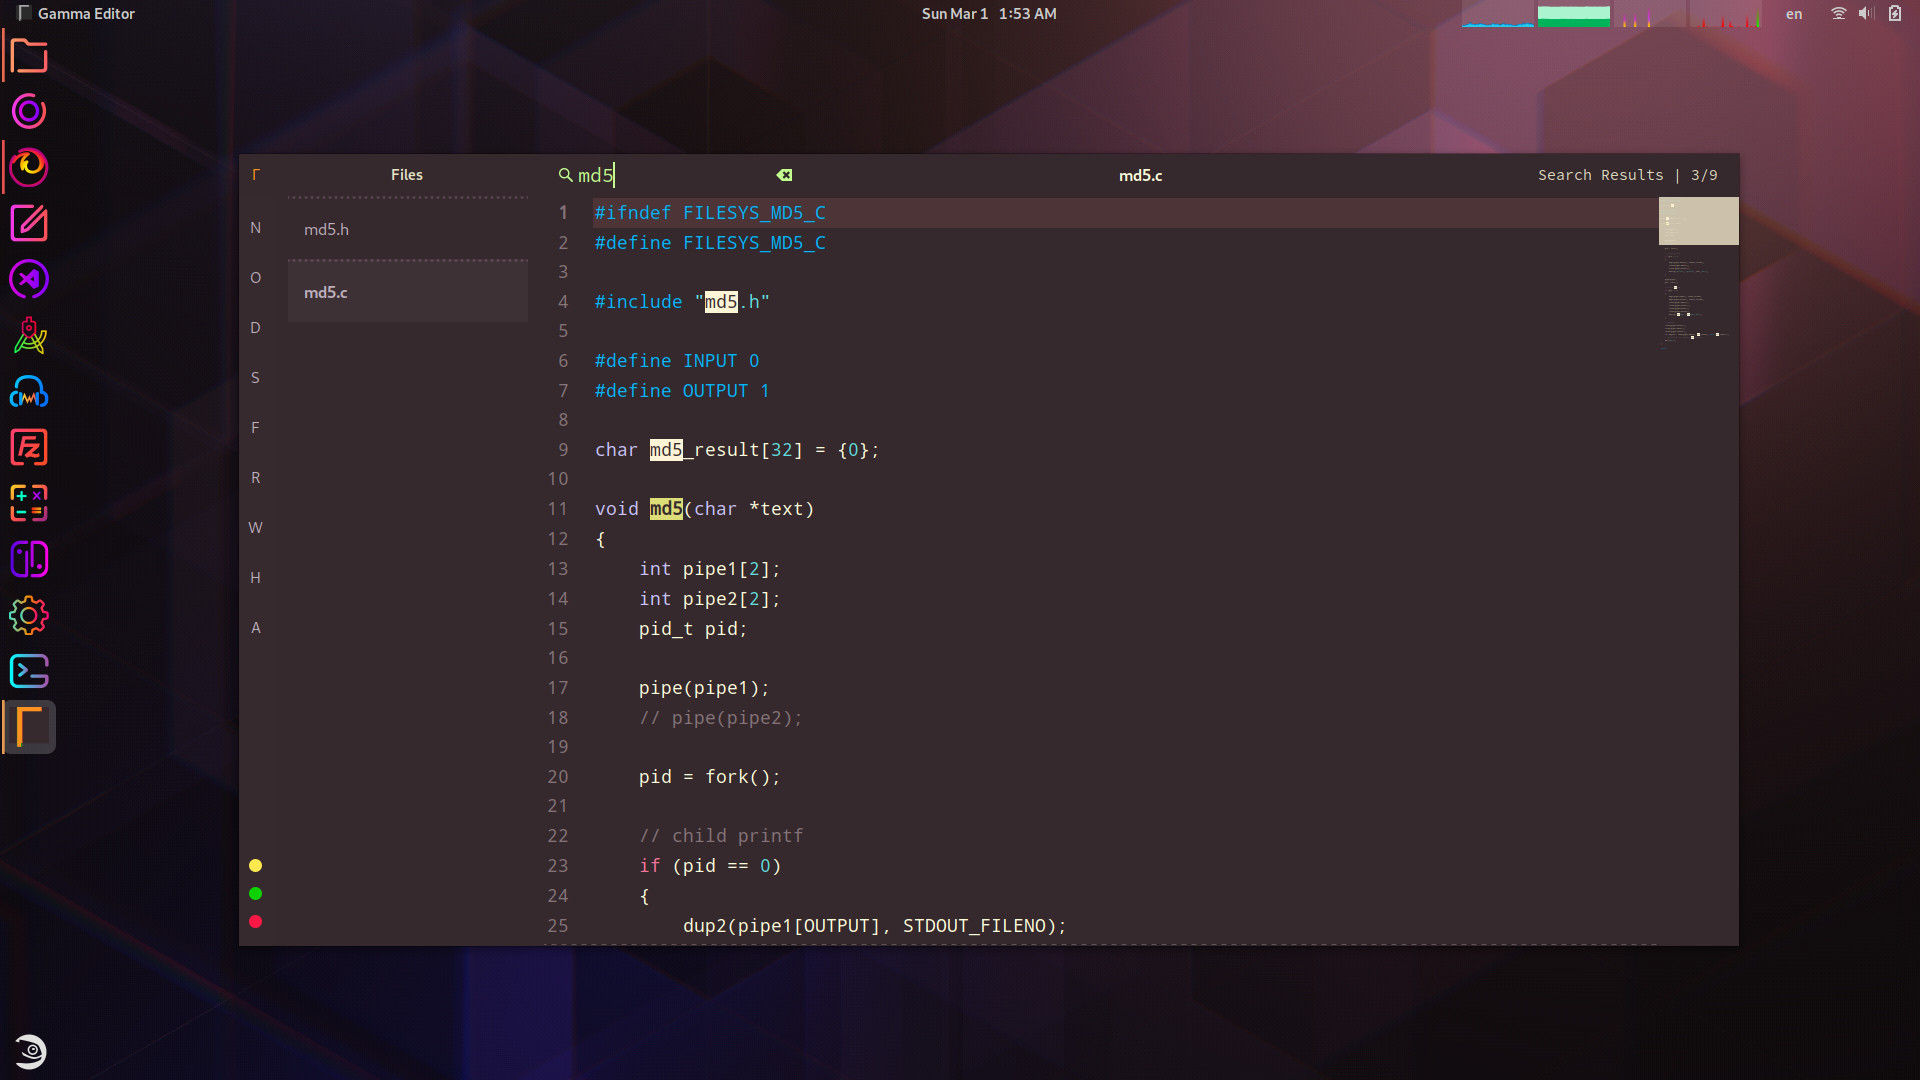 Gamma Editor
Sun Mar 1 1:53 AM
en
Γ
Files
md5
md5.c
Search Results | 3/9
N
O
D
S
F
R
W
H
A
md5.h
md5.c
1 #ifndef FILESYS_MD5_C
2 #define FILESYS_MD5_C
3
4 #include "md5.h"
5
6 #define INPUT 0
7 #define OUTPUT 1
8
9 char md5_result[32] = {0};
10
11 void md5(char *text)
12 {
13 int pipe1[2];
14 int pipe2[2];
15 pid_t pid;
16
17 pipe(pipe1);
18 // pipe(pipe2);
19
20 pid = fork();
21
22 // child printf
23 if (pid == 0)
24 {
25 dup2(pipe1[OUTPUT], STDOUT_FILENO);
Fz
Γ